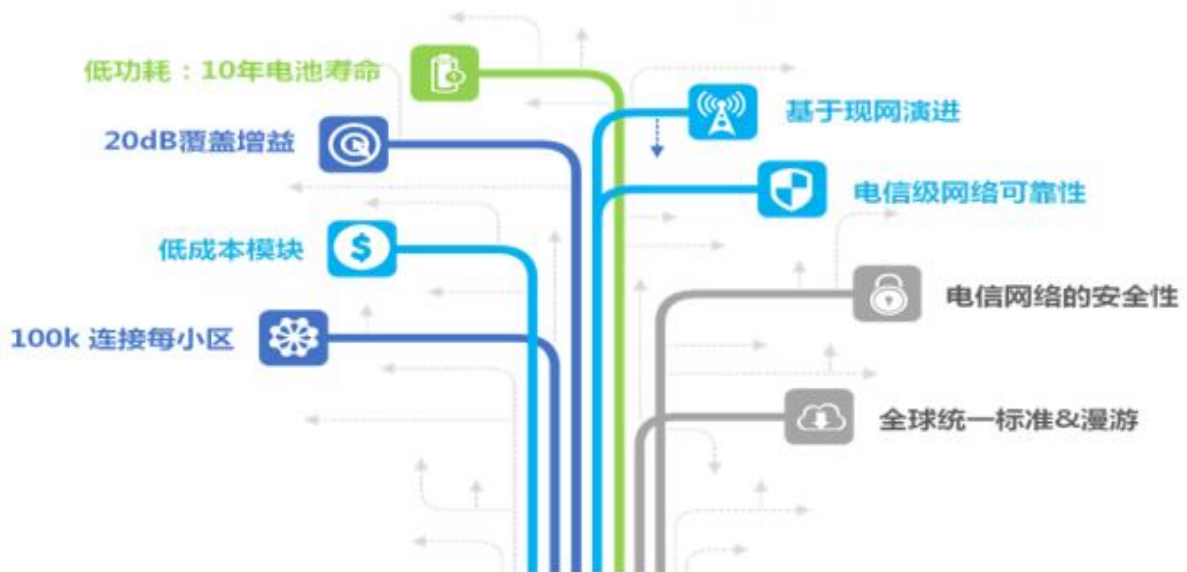 低功耗：10年电池寿命
基于现网演进
20dB覆盖增益
电信级网络可靠性
低成本模块
电信网络的安全性
100k 连接每小区
全球统一标准&漫游